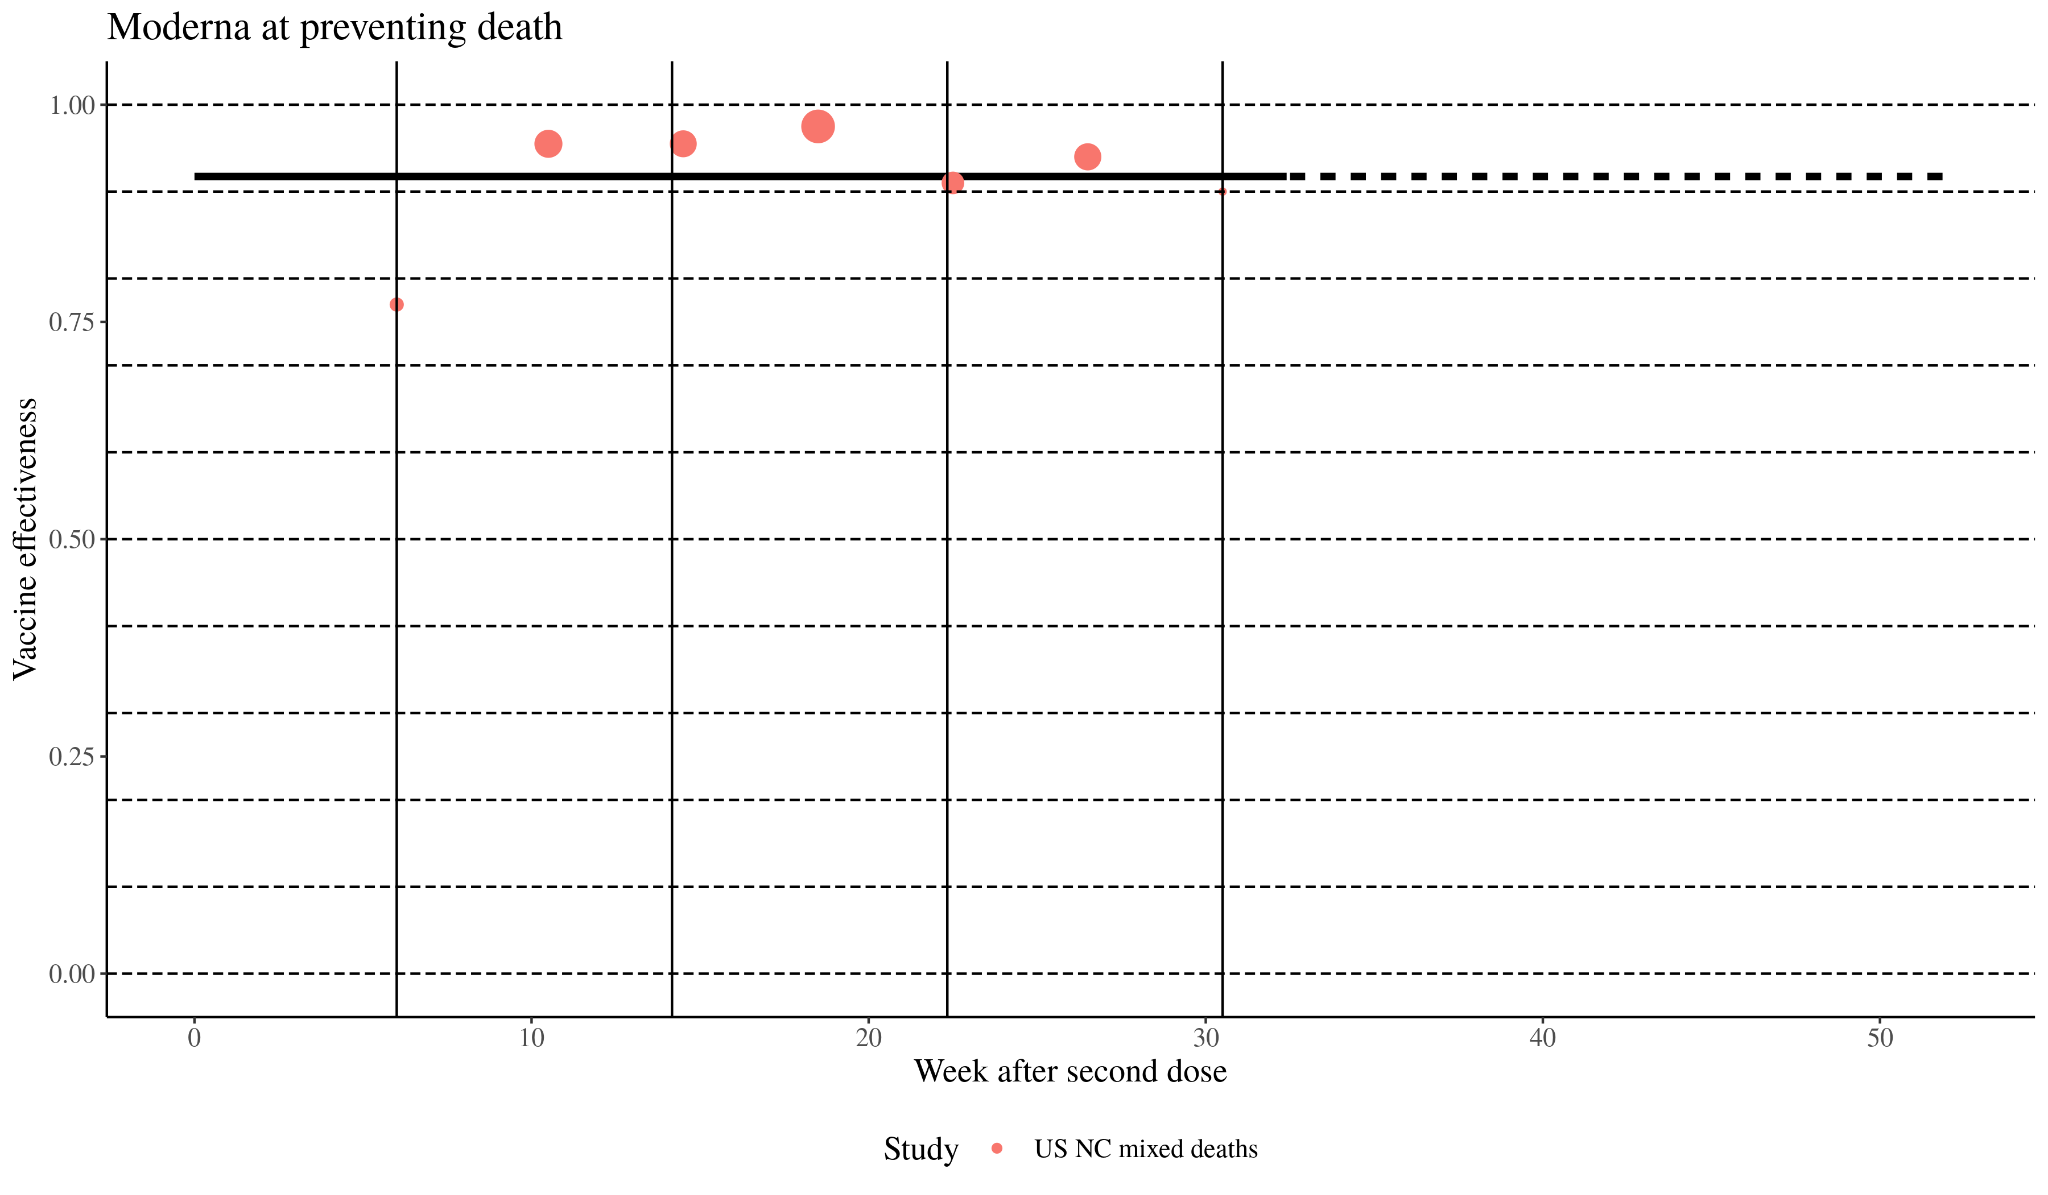 Moderna at preventing death
1.00
0.75
0.50
0.25
0.00
Vaccine effectiveness
0 10 20 30 40 50
Week after second dose
Study US NC mixed deaths